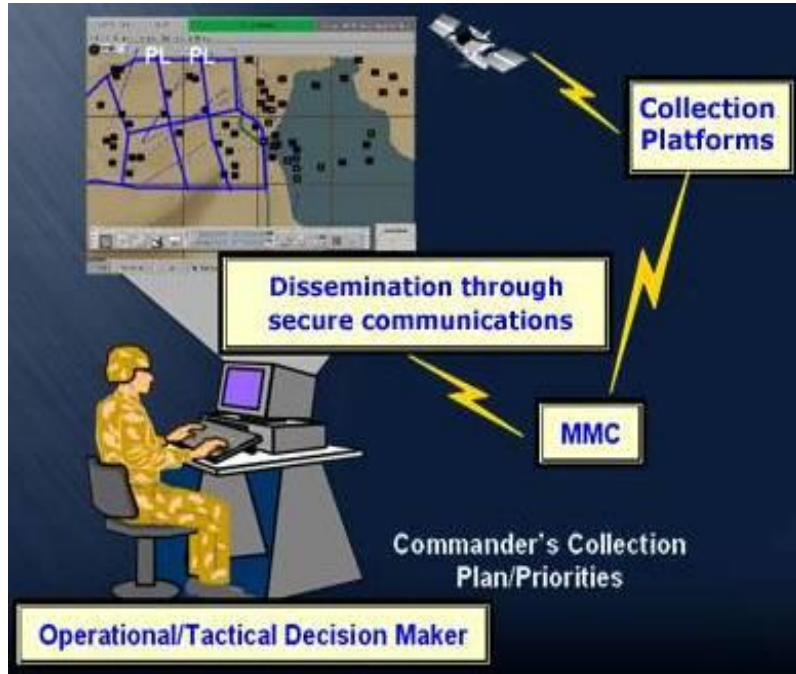 PL PL
Collection
Platforms
Dissemination through
secure communications
MMC
Commander's Collection
Plan/Priorities
Operational/Tactical Decision Maker